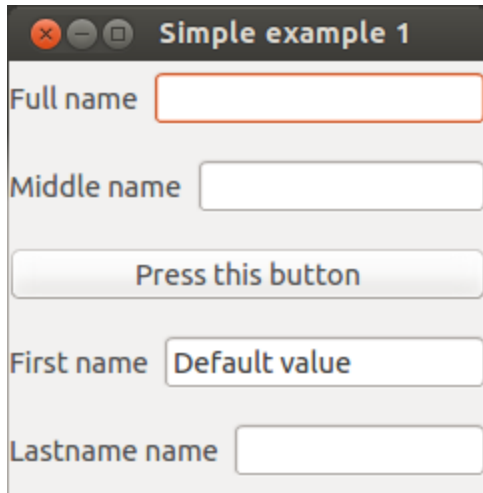 Simple example 1
Full name
Middle name
Press this button
First name Default value
Lastname name